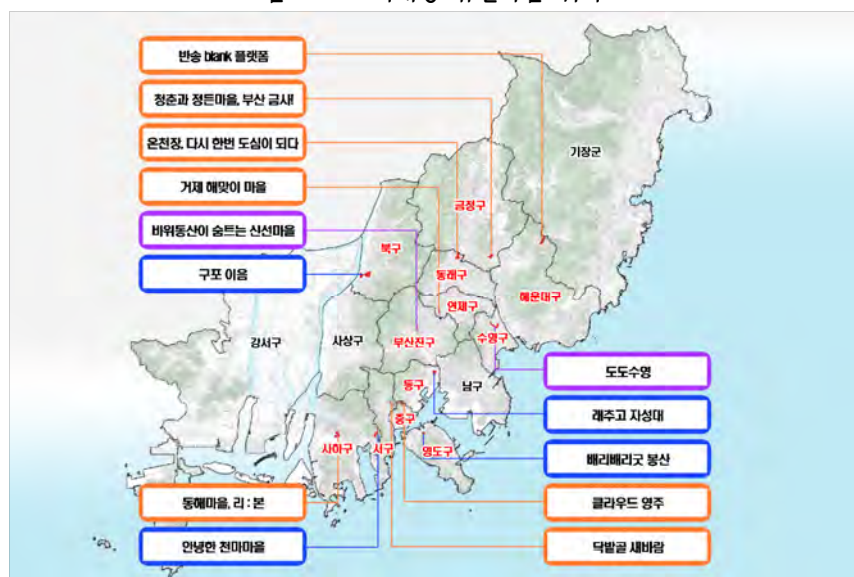 반송 blank 플랫폼
청춘과 정든마을, 부산 금사!
온천장, 다시 한번 도심이 되다
거제 해맞이 마을
바위동산이 숨트는 신선마을
구포 이음
기장군
금정구
북구
동래구
해운대구
연제구
강서구
사상구
부산진구
수영구
동구
남구
중구
사하구
서구
영도구
도도수영
래추고 자성대
배리배리굿 봉산
클라우드 영주
닥밭골 새바람
동매마을, 리 : 본
안녕한 천마마을